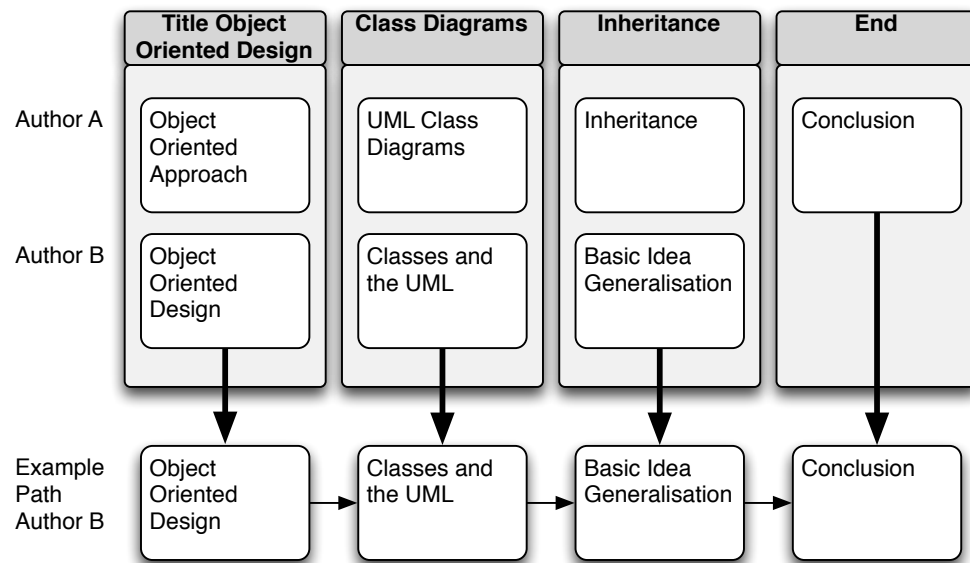 Title Object
Oriented Design
Class Diagrams
Inheritance
End
Author A
Object
Oriented
Approach
UML Class
Diagrams
Inheritance
Conclusion
Author B
Object
Oriented
Design
Classes and
the UML
Basic Idea
Generalisation
Example
Path
Author B
Object
Oriented
Design
Classes and
the UML
Basic Idea
Generalisation
Conclusion